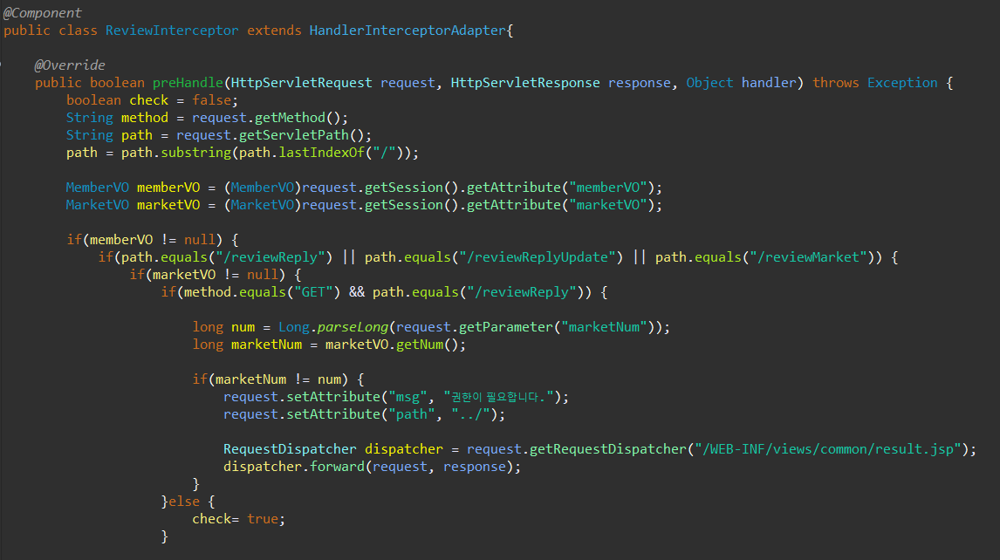 @Component
public class ReviewInterceptor extends HandlerInterceptorAdapter{
@Override
public boolean preHandle(HttpServletRequest request, HttpServletResponse response, Object handler) throws Exception {
boolean check = false;
String method = request.getMethod();
String path = request.getServletPath();
path = path.substring(path.lastIndexOf("/"));
MemberVO memberVO = (MemberVO)request.getSession().getAttribute("memberVO");
MarketVO marketVO = (MarketVO)request.getSession().getAttribute("marketVO");
if(memberVO != null) {
if(path.equals("/reviewReply") || path.equals("/reviewReplyUpdate") || path.equals("/reviewMarket")) {
if(marketVO != null) {
if(method.equals("GET") && path.equals("/reviewReply")) {
long num = Long.parseLong(request.getParameter("marketNum"));
long marketNum = marketVO.getNum();
if(marketNum != num) {
request.setAttribute("msg", "권한이 필요합니다.");
request.setAttribute("path", "../");
RequestDispatcher dispatcher = request.getRequestDispatcher("/WEB-INF/views/common/result.jsp");
dispatcher.forward(request, response);
}
}else {
check= true;
}